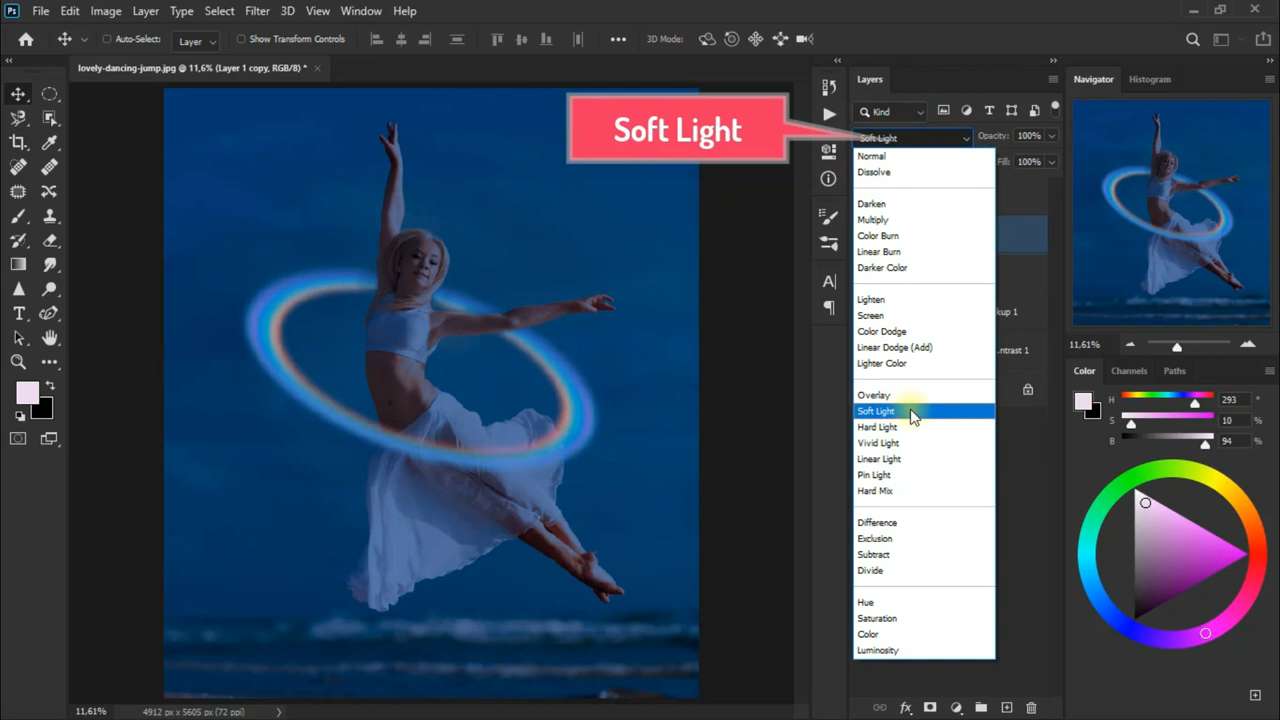 Ps File Edit Image Layer Type Select Filter 3D View Window Help
Auto-Select: Layer Show Transform Controls 3D Mode:
lovely-dancing-jump.jpg @ 11,6% (Layer 1 copy, RGB/8) *
Soft Light
Layers
Kind
Soft Light Opacity: 100%
Fill: 100%
Normal
Dissolve
Darken
Multiply
Color Burn
Linear Burn
Darker Color
Lighten
Screen
Color Dodge
Linear Dodge (Add)
Lighter Color
Overlay
Soft Light
Hard Light
Vivid Light
Linear Light
Pin Light
Hard Mix
Difference
Exclusion
Subtract
Divide
Hue
Saturation
Color
Luminosity
kup 1
ntrast 1
Navigator Histogram
11,61%
Color Channels Paths
H 293 °
S 10 %
B 94 %
11,61% 4912 px x 5605 px (72 ppi)